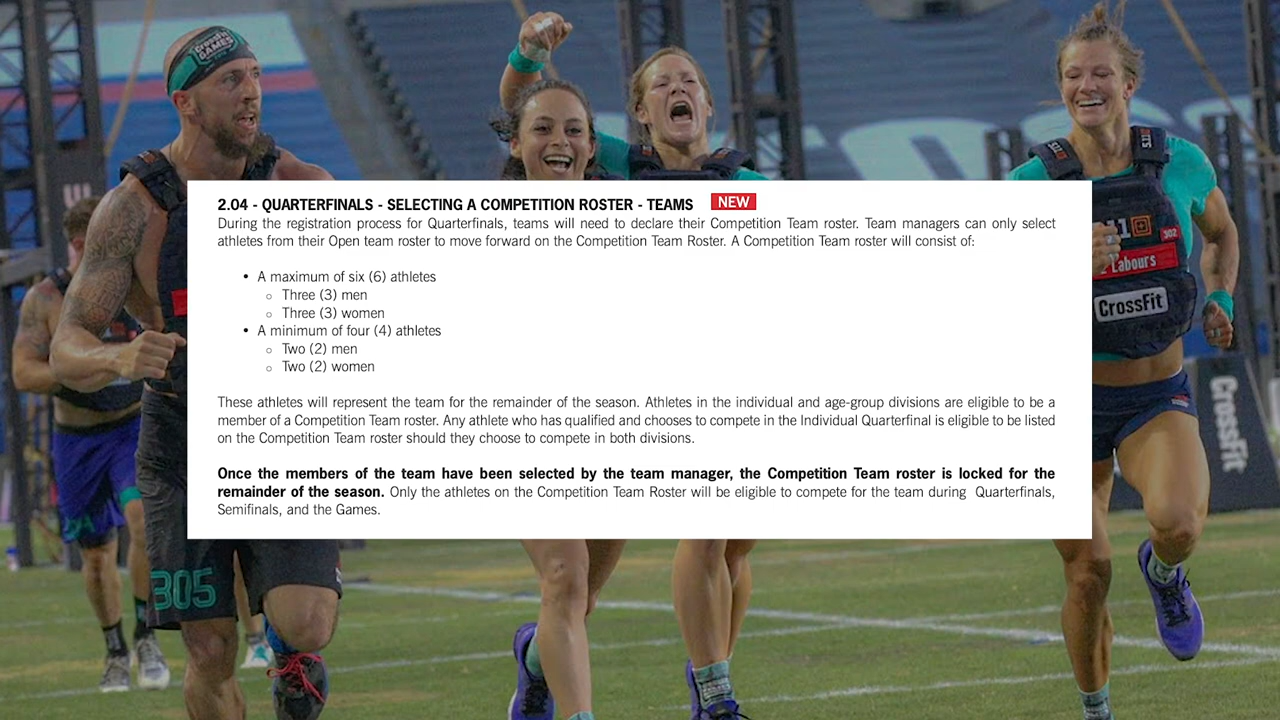 CrossFit
GAMES
2.04 - QUARTERFINALS - SELECTING A COMPETITION ROSTER - TEAMS NEW
During the registration process for Quarterfinals, teams will need to declare their Competition Team roster. Team managers can only select
athletes from their Open team roster to move forward on the Competition Team Roster. A Competition Team roster will consist of:
• A maximum of six (6) athletes
○ Three (3) men
○ Three (3) women
• A minimum of four (4) athletes
○ Two (2) men
○ Two (2) women
These athletes will represent the team for the remainder of the season. Athletes in the individual and age-group divisions are eligible to be a
member of a Competition Team roster. Any athlete who has qualified and chooses to compete in the Individual Quarterfinal is eligible to be listed
on the Competition Team roster should they choose to compete in both divisions.
Once the members of the team have been selected by the team manager, the Competition Team roster is locked for the
remainder of the season. Only the athletes on the Competition Team Roster will be eligible to compete for the team during Quarterfinals,
Semifinals, and the Games.
5.11
302
Labours
CrossFit
CrossFit
305